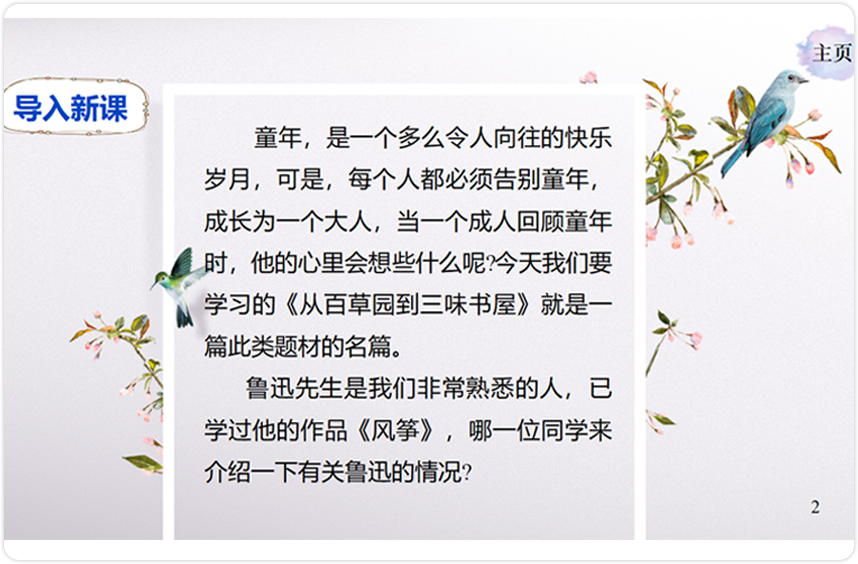 主页
导入新课
童年，是一个多么令人向往的快乐
岁月，可是，每个人都必须告别童年，
成长为一个大人，当一个成人回顾童年
时，他的心里会想些什么呢?今天我们要
学习的《从百草园到三味书屋》就是一
篇此类题材的名篇。
鲁迅先生是我们非常熟悉的人，已
学过他的作品《风筝》，哪一位同学来
介绍一下有关鲁迅的情况?
2